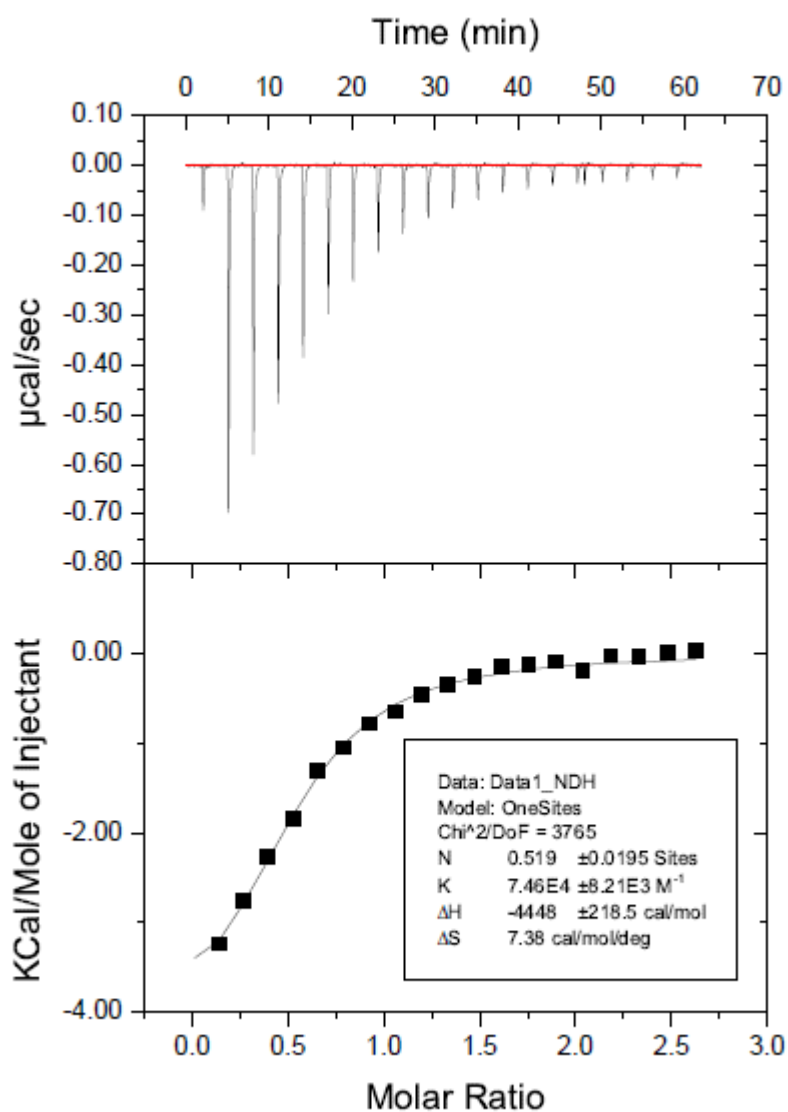 Time (min)
0 10 20 30 40 50 60 70
0.10
0.00
-0.10
-0.20
-0.30
-0.40
-0.50
-0.60
-0.70
-0.80
µcal/sec
0.00
-2.00
-4.00
KCal/Mole of Injectant
Data: Data1_NDH
Model: OneSites
Chi^2/DoF = 3765
N 0.519 ±0.0195 Sites
K 7.46E4 ±8.21E3 M⁻¹
ΔH -4448 ±218.5 cal/mol
ΔS 7.38 cal/mol/deg
0.0 0.5 1.0 1.5 2.0 2.5 3.0
Molar Ratio